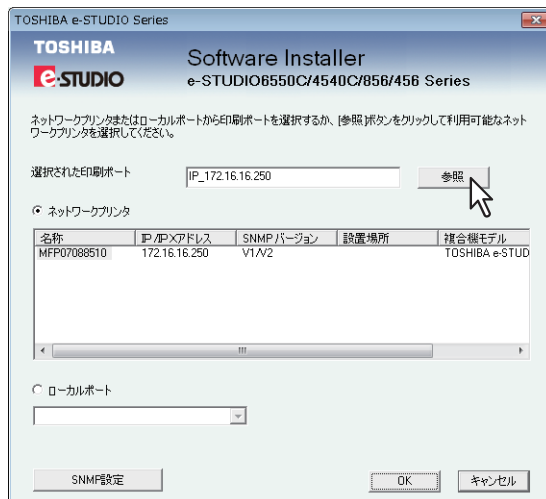 TOSHIBA e-STUDIO Series
TOSHIBA
e-STUDIO
Software Installer
e-STUDIO6550C/4540C/856/456 Series
ネットワークプリンタまたはローカルポートから印刷ポートを選択するか、[参照]ボタンをクリックして利用可能なネット
ワークプリンタを選択してください。
選択された印刷ポート
IP_172.16.16.250
参照
ネットワークプリンタ
名称 IP/IPXアドレス SNMPバージョン 設置場所 複合機モデル
MFP07088510 172.16.16.250 V1/V2 TOSHIBA e-STUD
ローカルポート
SNMP設定
OK
キャンセル